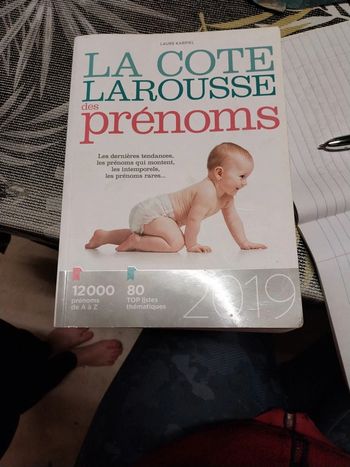 LAURE KARPIEL
LA COTE
LAROUSSE
des
prénoms
Les dernières tendances,
les prénoms qui montent,
les intemporels,
les prénoms rares...
12000
prénoms
de A à Z
80
TOP listes
thématiques
2019